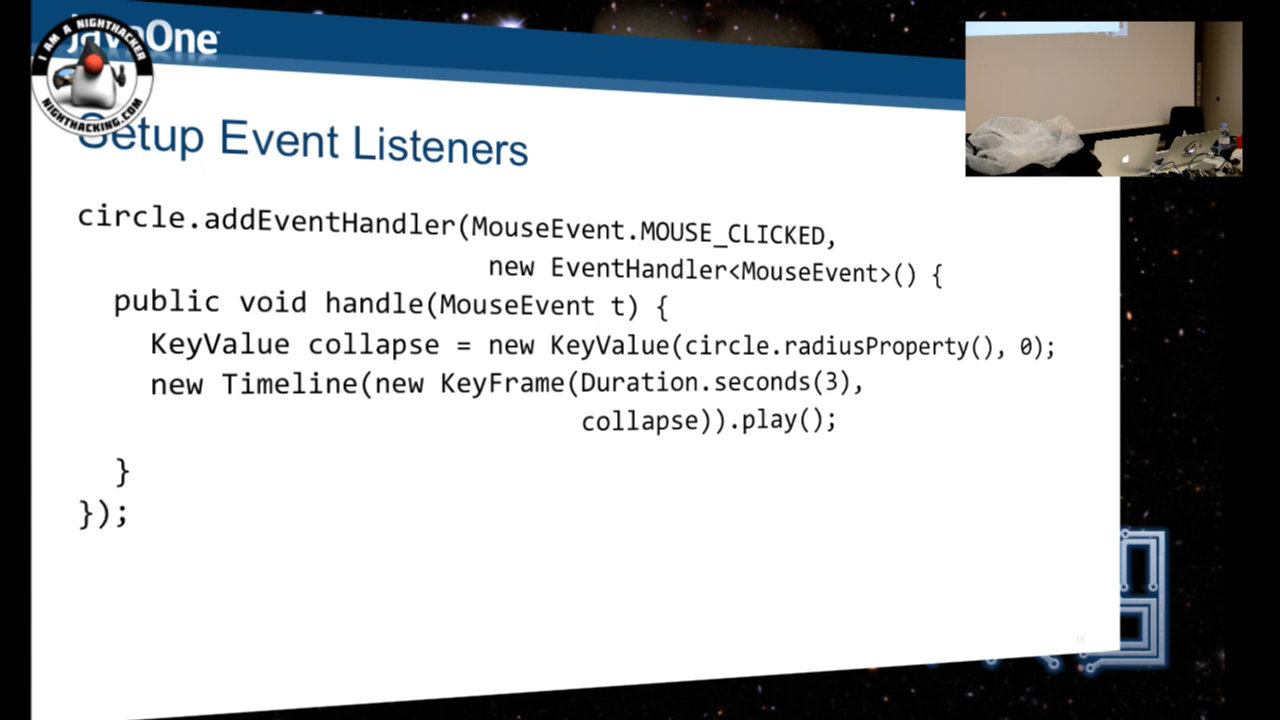 I AM A NIGHTHACKER
NIGHTHACKING.COM
JavaOne
Setup Event Listeners
circle.addEventHandler(MouseEvent.MOUSE_CLICKED,
new EventHandler<MouseEvent>() {
public void handle(MouseEvent t) {
KeyValue collapse = new KeyValue(circle.radiusProperty(), 0);
new Timeline(new KeyFrame(Duration.seconds(3),
collapse)).play();
}
});